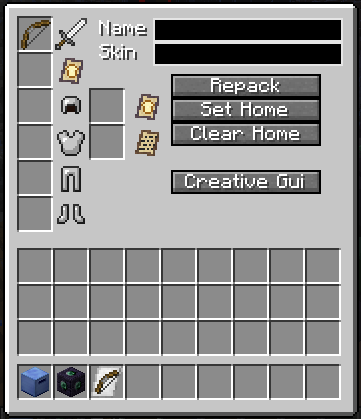 Name
Skin
Repack
Set Home
Clear Home
Creative Gui